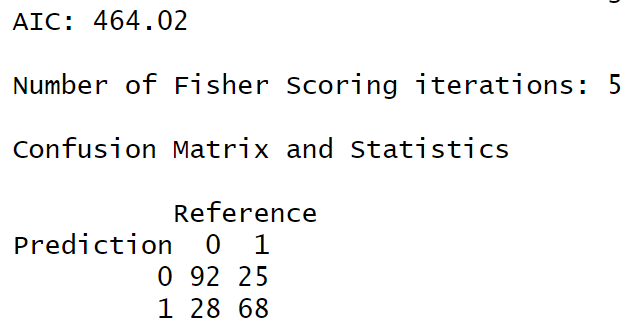 AIC: 464.02
Number of Fisher Scoring iterations: 5
Confusion Matrix and Statistics
Reference
Prediction 0 1
0 92 25
1 28 68